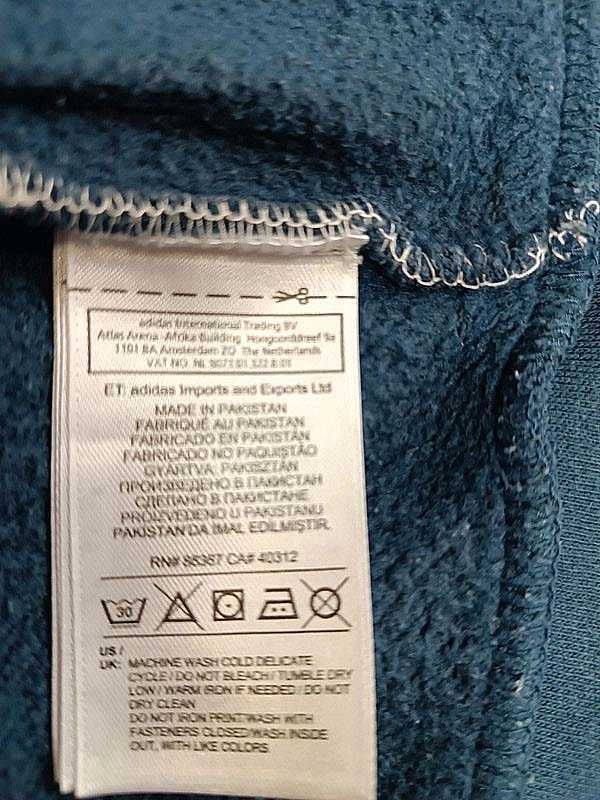 adidas International Trading BV
Atlas Arena - Afrika Building Hoogoorddreef 9a
1101 BA Amsterdam ZO The Netherlands
VAT NO. NL
ET: adidas Imports and Exports Ltd
MADE IN PAKISTAN
FABRIQUÉ AU PAKISTAN
FABRICADO EN PAKISTÁN
FABRICADO NO PAQUISTÃO
GYÁRTVA: PAKISZTÁN
ПРОИЗВЕДЕНО В ПАКИСТАН
СДЕЛАНО В ПАКИСТАНЕ
PROIZVEDENO U PAKISTANU
PAKISTAN'DA İMAL EDİLMİŞTİR.
RN# 88387 CA# 40312
30
US /
UK: MACHINE WASH COLD DELICATE
CYCLE / DO NOT BLEACH / TUMBLE DRY
LOW / WARM IRON IF NEEDED / DO NOT
DRY CLEAN
DO NOT IRON PRINT/WASH WITH
FASTENERS CLOSED/WASH INSIDE
OUT, WITH LIKE COLORS